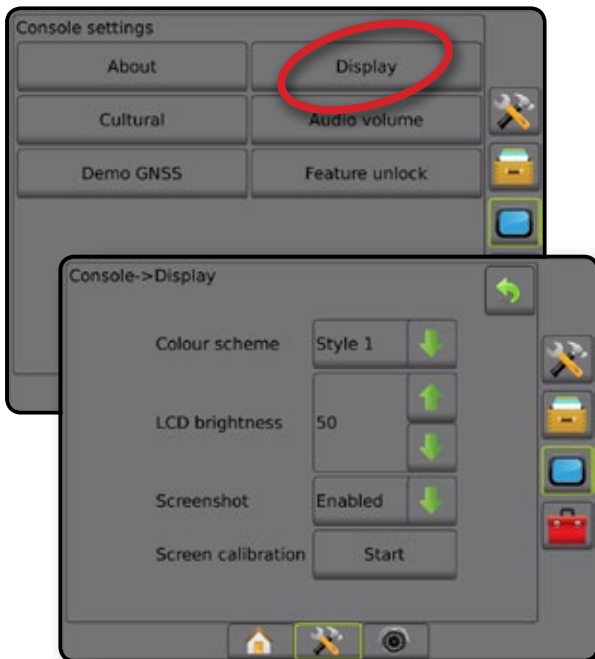 Console settings
About Display
Cultural Audio volume
Demo GNSS Feature unlock
Console->Display
Colour scheme Style 1
LCD brightness 50
Screenshot Enabled
Screen calibration Start